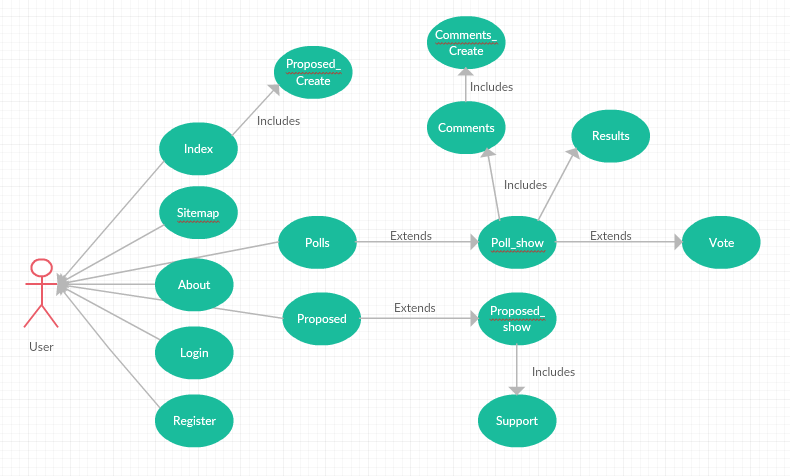 Comments_
Create
Proposed_
Create
Includes
Includes
Comments
Results
Index
Includes
Sitemap
Polls
Extends
Poll_show
Extends
Vote
About
Proposed
Extends
Proposed_
show
User
Login
Includes
Register
Support